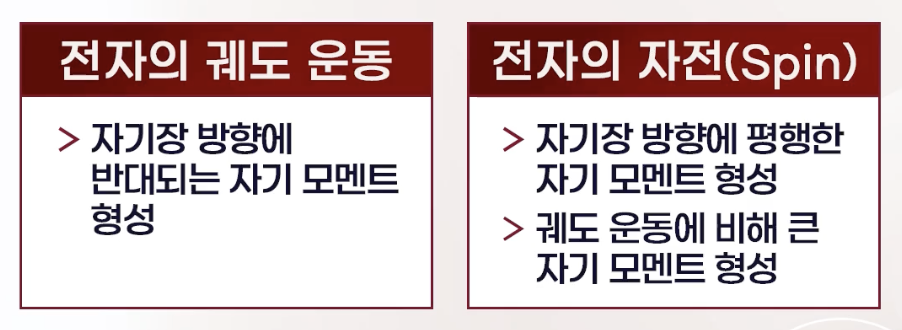 전자의 궤도 운동
> 자기장 방향에
반대되는 자기 모멘트
형성
전자의 자전(Spin)
> 자기장 방향에 평행한
자기 모멘트 형성
> 궤도 운동에 비해 큰
자기 모멘트 형성